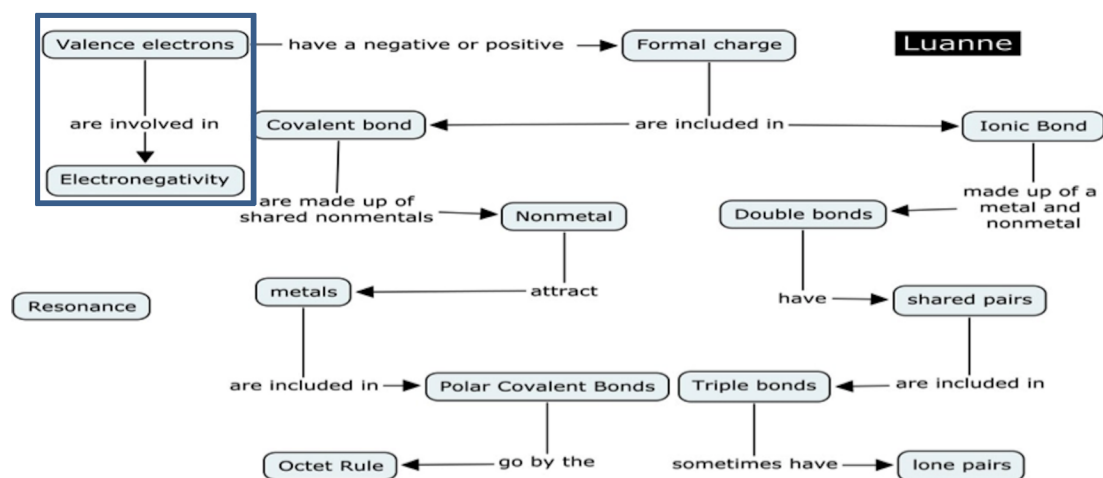 Valence electrons
have a negative or positive
Formal charge
Luanne
are involved in
Covalent bond
are included in
Ionic Bond
Electronegativity
are made up of
shared nonmentals
Nonmetal
Double bonds
made up of a
metal and
nonmetal
Resonance
metals
attract
have
shared pairs
are included in
Polar Covalent Bonds
Triple bonds
are included in
Octet Rule
go by the
sometimes have
lone pairs